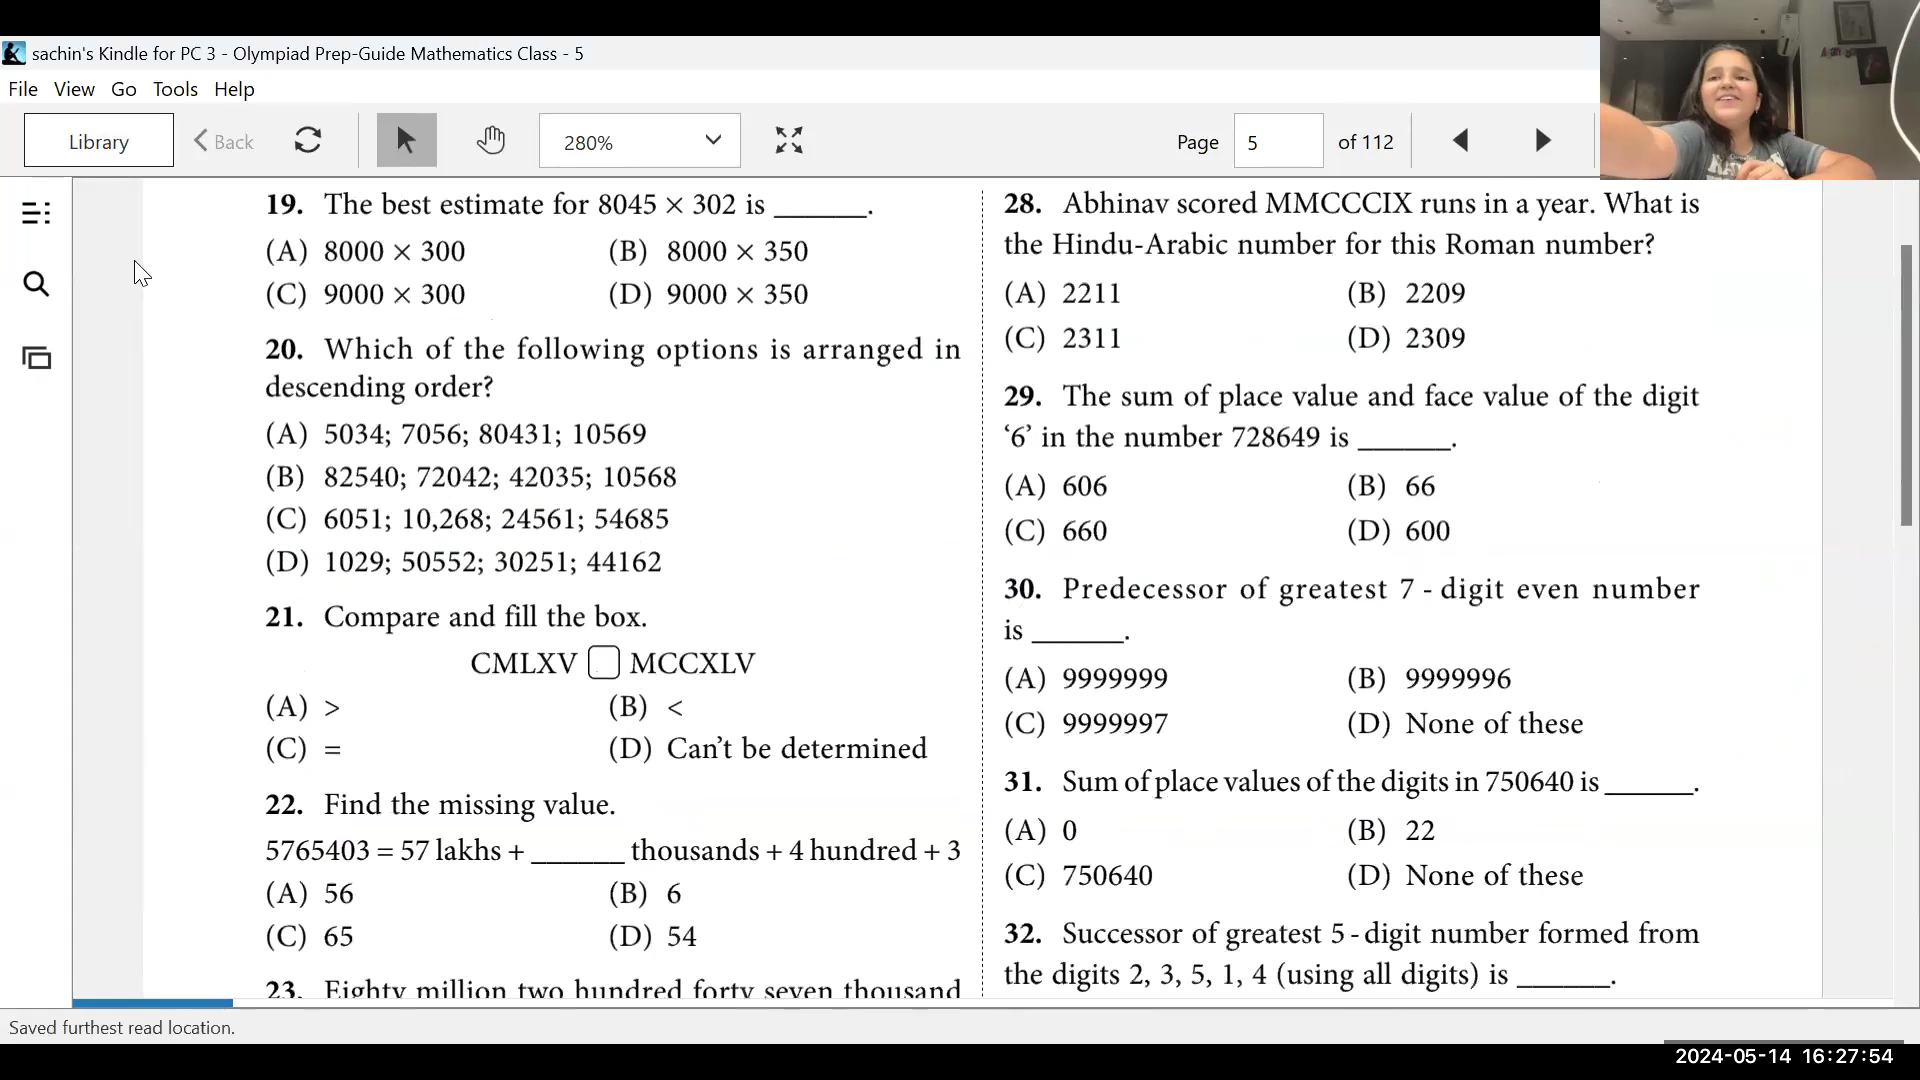 sachin's Kindle for PC 3 - Olympiad Prep-Guide Mathematics Class - 5
File View Go Tools Help
Library Back 280% Page 5 of 112
19. The best estimate for 8045 × 302 is ______.
(A) 8000 × 300 (B) 8000 × 350
(C) 9000 × 300 (D) 9000 × 350
20. Which of the following options is arranged in
descending order?
(A) 5034; 7056; 80431; 10569
(B) 82540; 72042; 42035; 10568
(C) 6051; 10,268; 24561; 54685
(D) 1029; 50552; 30251; 44162
21. Compare and fill the box.
CMLXV □ MCCXLV
(A) > (B) <
(C) = (D) Can't be determined
22. Find the missing value.
5765403 = 57 lakhs + ______ thousands + 4 hundred + 3
(A) 56 (B) 6
(C) 65 (D) 54
23. Eighty million two hundred forty seven thousand
28. Abhinav scored MMCCCIX runs in a year. What is
the Hindu-Arabic number for this Roman number?
(A) 2211 (B) 2209
(C) 2311 (D) 2309
29. The sum of place value and face value of the digit
‘6’ in the number 728649 is ______.
(A) 606 (B) 66
(C) 660 (D) 600
30. Predecessor of greatest 7 - digit even number
is ______.
(A) 9999999 (B) 9999996
(C) 9999997 (D) None of these
31. Sum of place values of the digits in 750640 is ______.
(A) 0 (B) 22
(C) 750640 (D) None of these
32. Successor of greatest 5 - digit number formed from
the digits 2, 3, 5, 1, 4 (using all digits) is ______.
Saved furthest read location.
2024-05-14 16:27:54